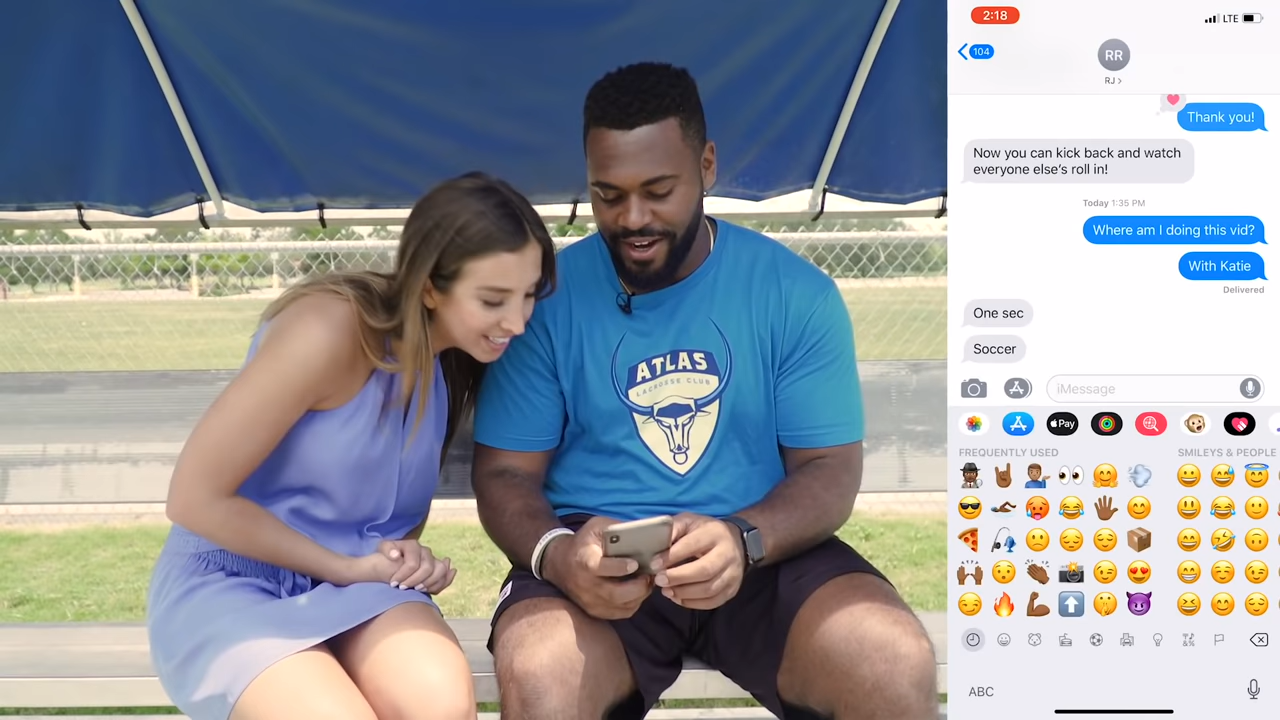 ATLAS
LACROSSE CLUB
2:18
LTE
104
RR
RJ >
Thank you!
Now you can kick back and watch
everyone else's roll in!
Today 1:35 PM
Where am I doing this vid?
With Katie
Delivered
One sec
Soccer
iMessage
Pay
FREQUENTLY USED
SMILEYS & PEOPLE
ABC